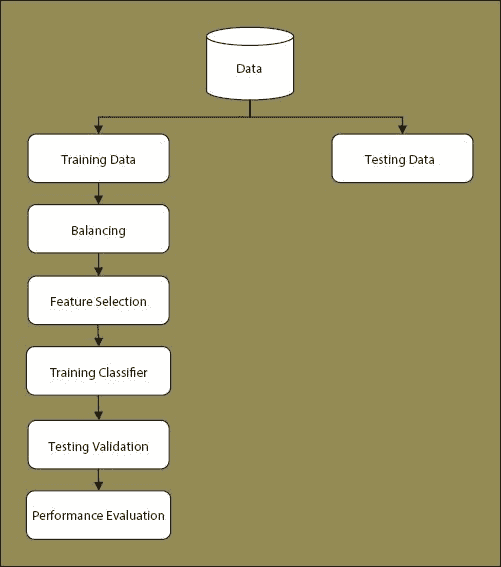 Data
Training Data
Testing Data
Balancing
Feature Selection
Training Classifier
Testing Validation
Performance Evaluation